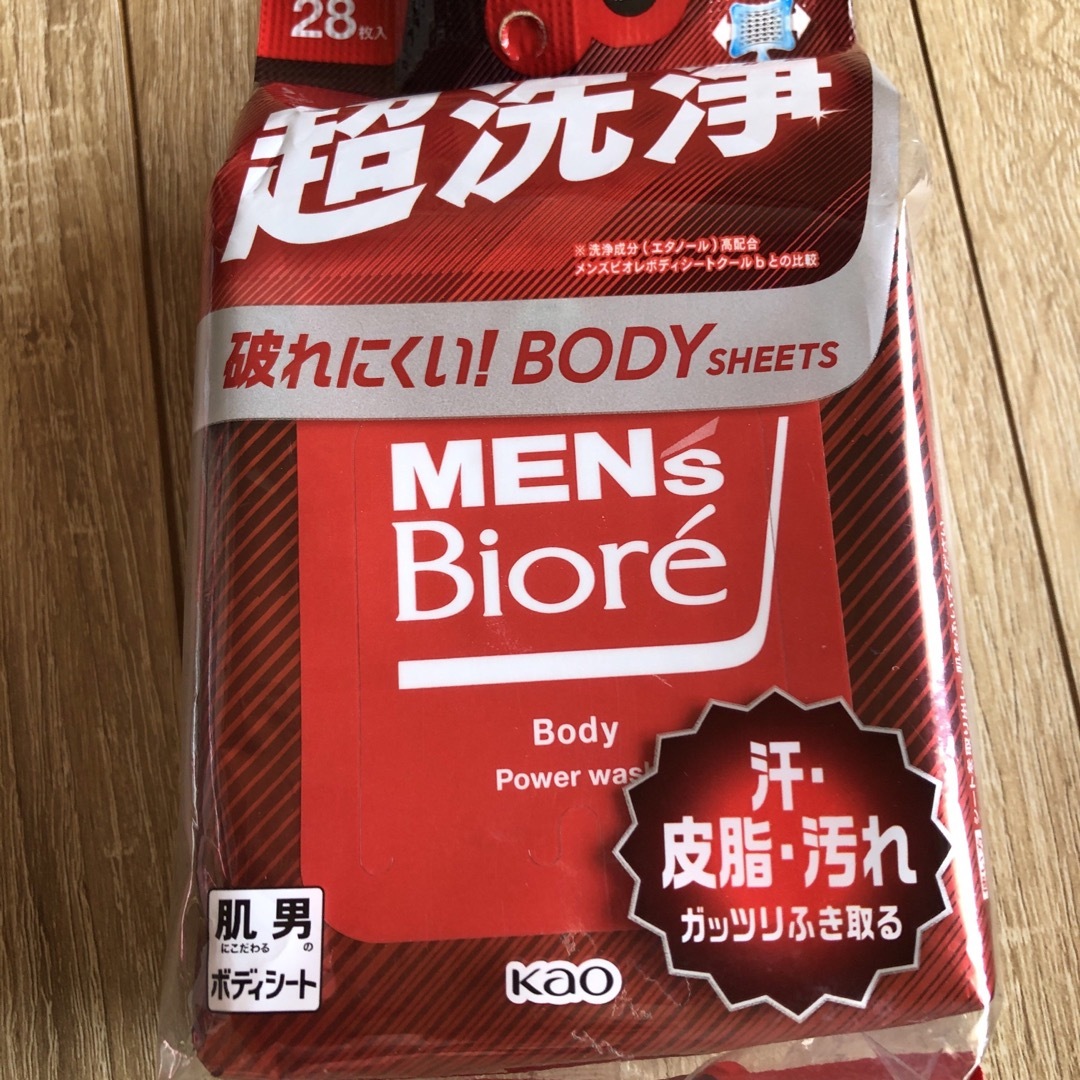 28枚入
超洗浄
※洗浄成分（エタノール）高配合
メンズビオレボディシートクールbとの比較
破れにくい! BODY SHEETS
MEN's
Bioré
Body
Power was
汗・
皮脂・汚れ
ガッツリふき取る
肌 男
にこだわる の
ボディシート
Kao